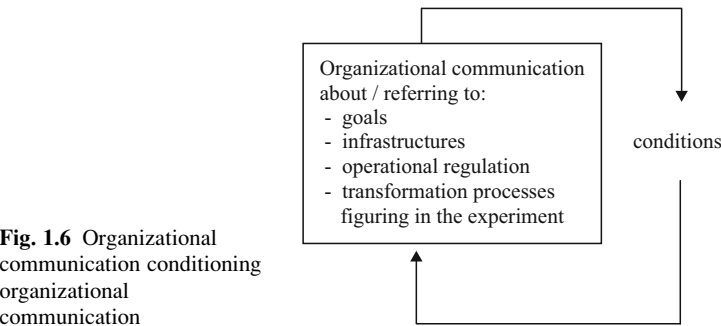 Organizational communication
about / referring to:
- goals
- infrastructures
- operational regulation
- transformation processes
figuring in the experiment
conditions
Fig. 1.6 Organizational
communication conditioning
organizational
communication